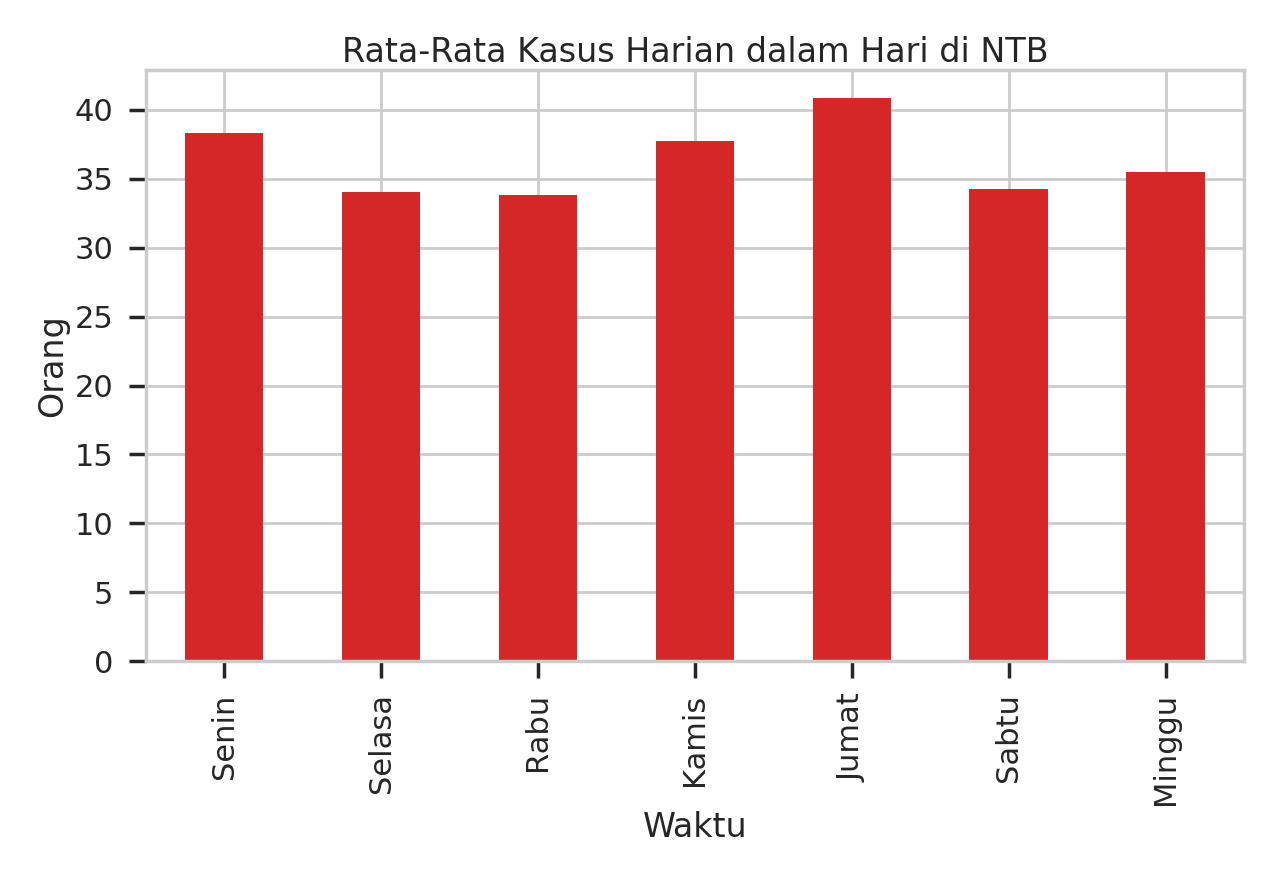 Rata-Rata Kasus Harian dalam Hari di NTB
40
35
30
25
20
15
10
5
0
Orang
Senin
Selasa
Rabu
Kamis
Jumat
Sabtu
Minggu
Waktu